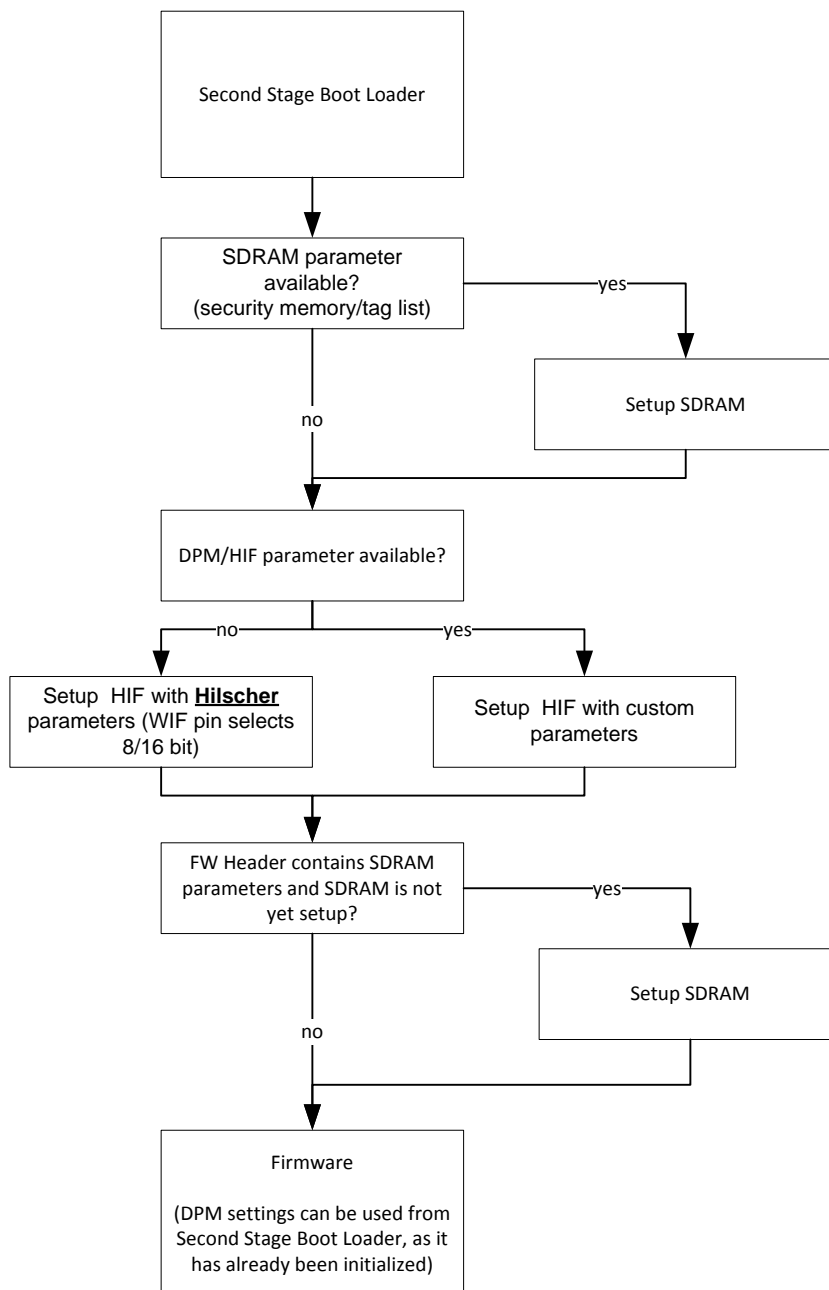 Second Stage Boot Loader
SDRAM parameter
available?
(security memory/tag list)
yes
Setup SDRAM
no
DPM/HIF parameter available?
no
yes
Setup HIF with Hilscher
parameters (WIF pin selects
8/16 bit)
Setup HIF with custom
parameters
FW Header contains SDRAM
parameters and SDRAM is not
yet setup?
yes
Setup SDRAM
no
Firmware
(DPM settings can be used from
Second Stage Boot Loader, as it
has already been initialized)